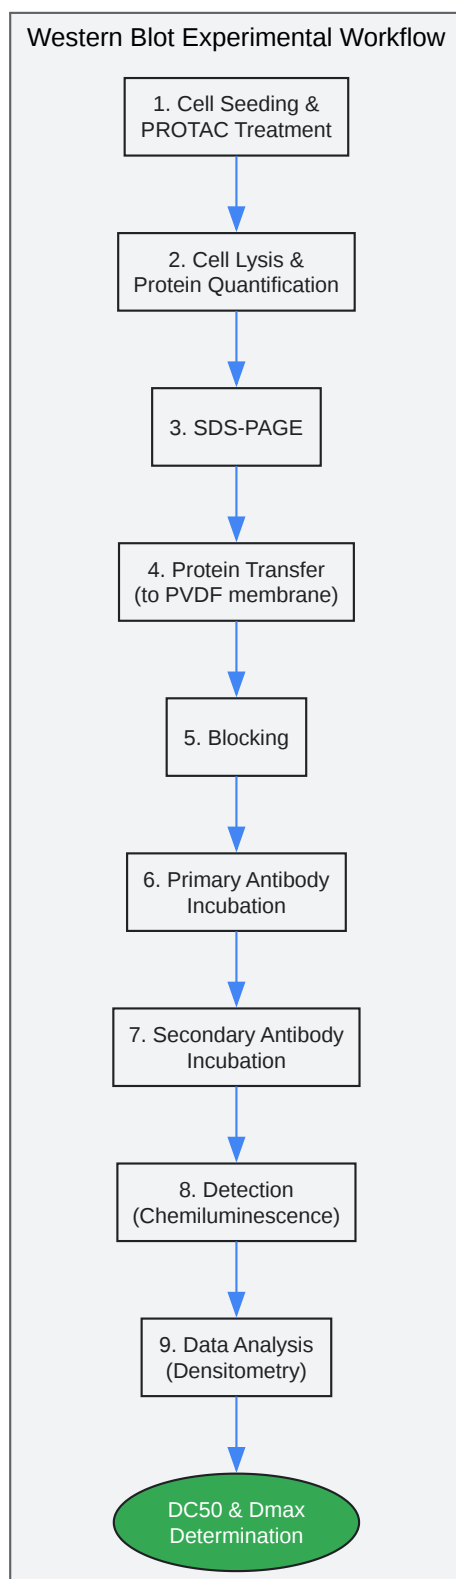 Western Blot Experimental Workflow
1. Cell Seeding &
PROTAC Treatment
2. Cell Lysis &
Protein Quantification
3. SDS-PAGE
4. Protein Transfer
(to PVDF membrane)
5. Blocking
6. Primary Antibody
Incubation
7. Secondary Antibody
Incubation
8. Detection
(Chemiluminescence)
9. Data Analysis
(Densitometry)
DC50 & Dmax
Determination